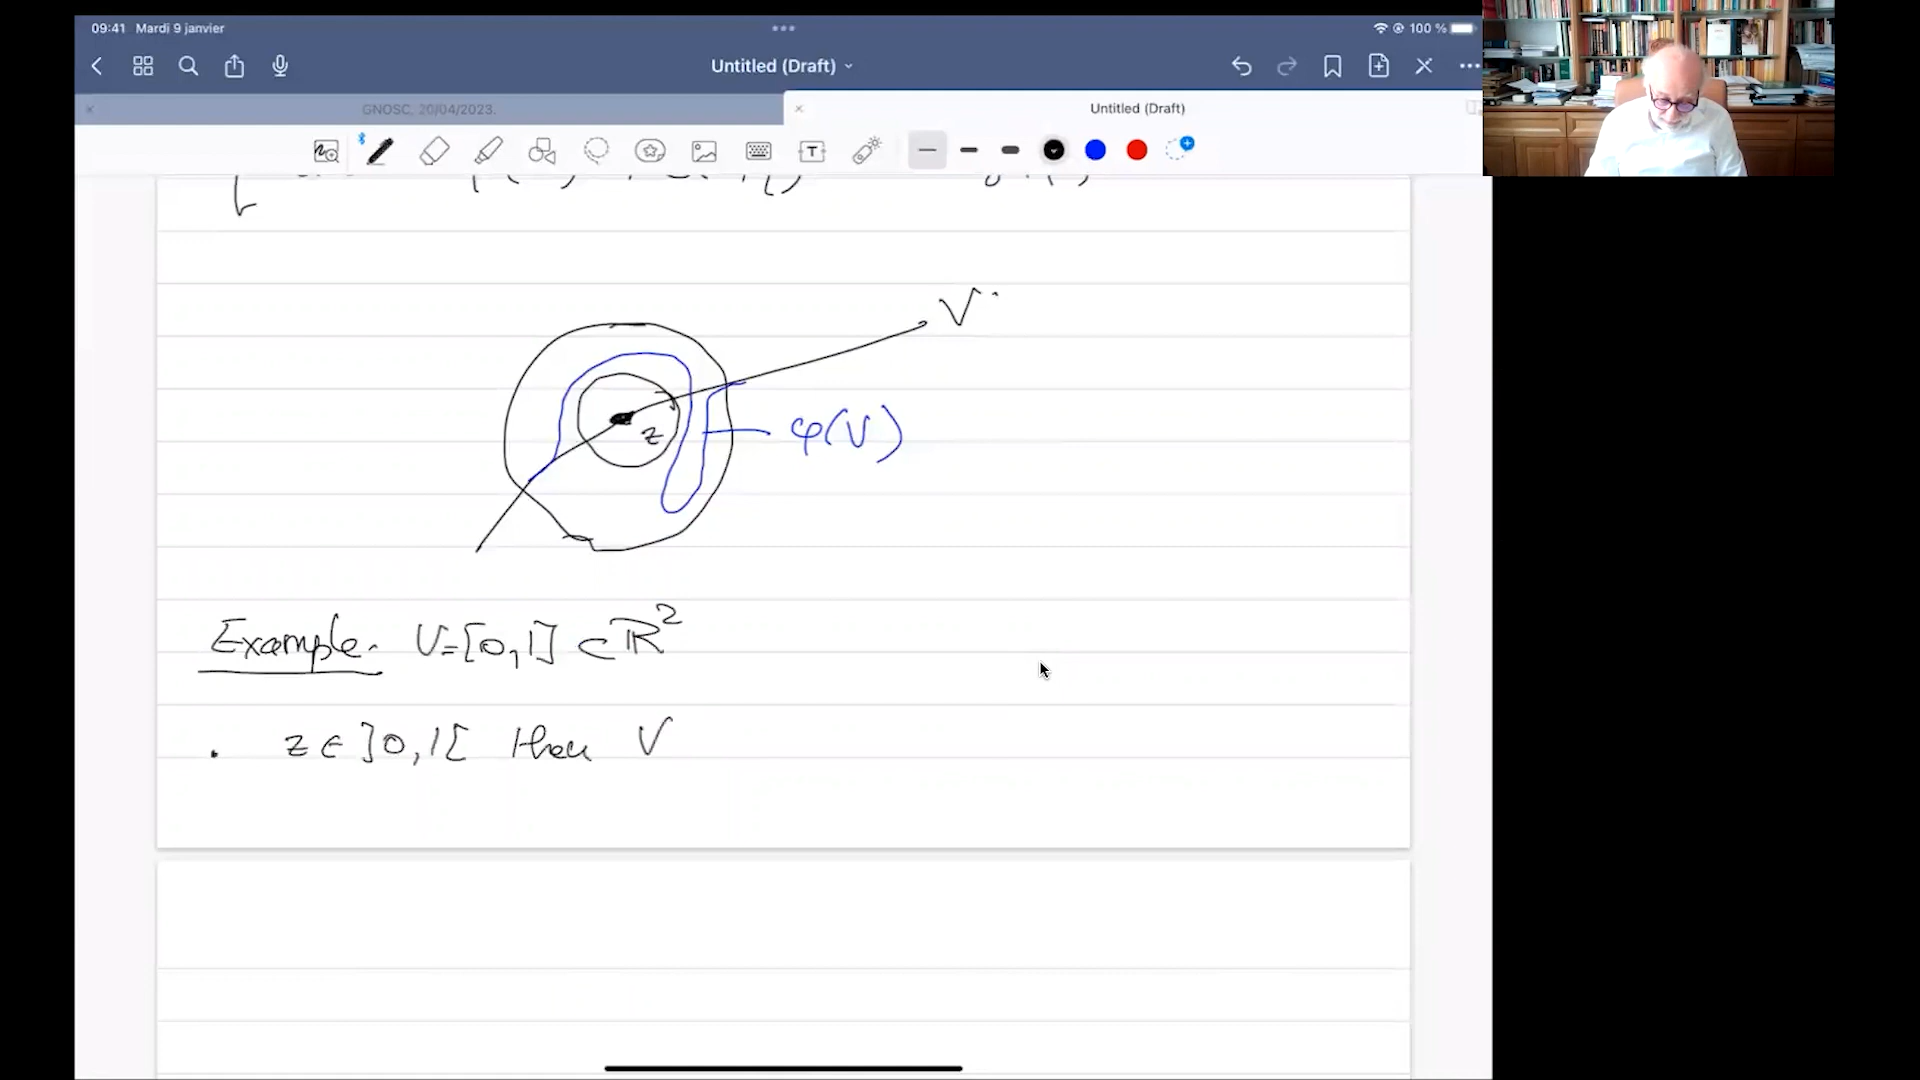 09:41 Mardi 9 janvier
100 %
Untitled (Draft)
GNOSC, 20/04/2023.
Untitled (Draft)
V
z
φ(V)
Example. V=[0,1] ⊂ ℝ²
. z ∈ ]0,1[ then V